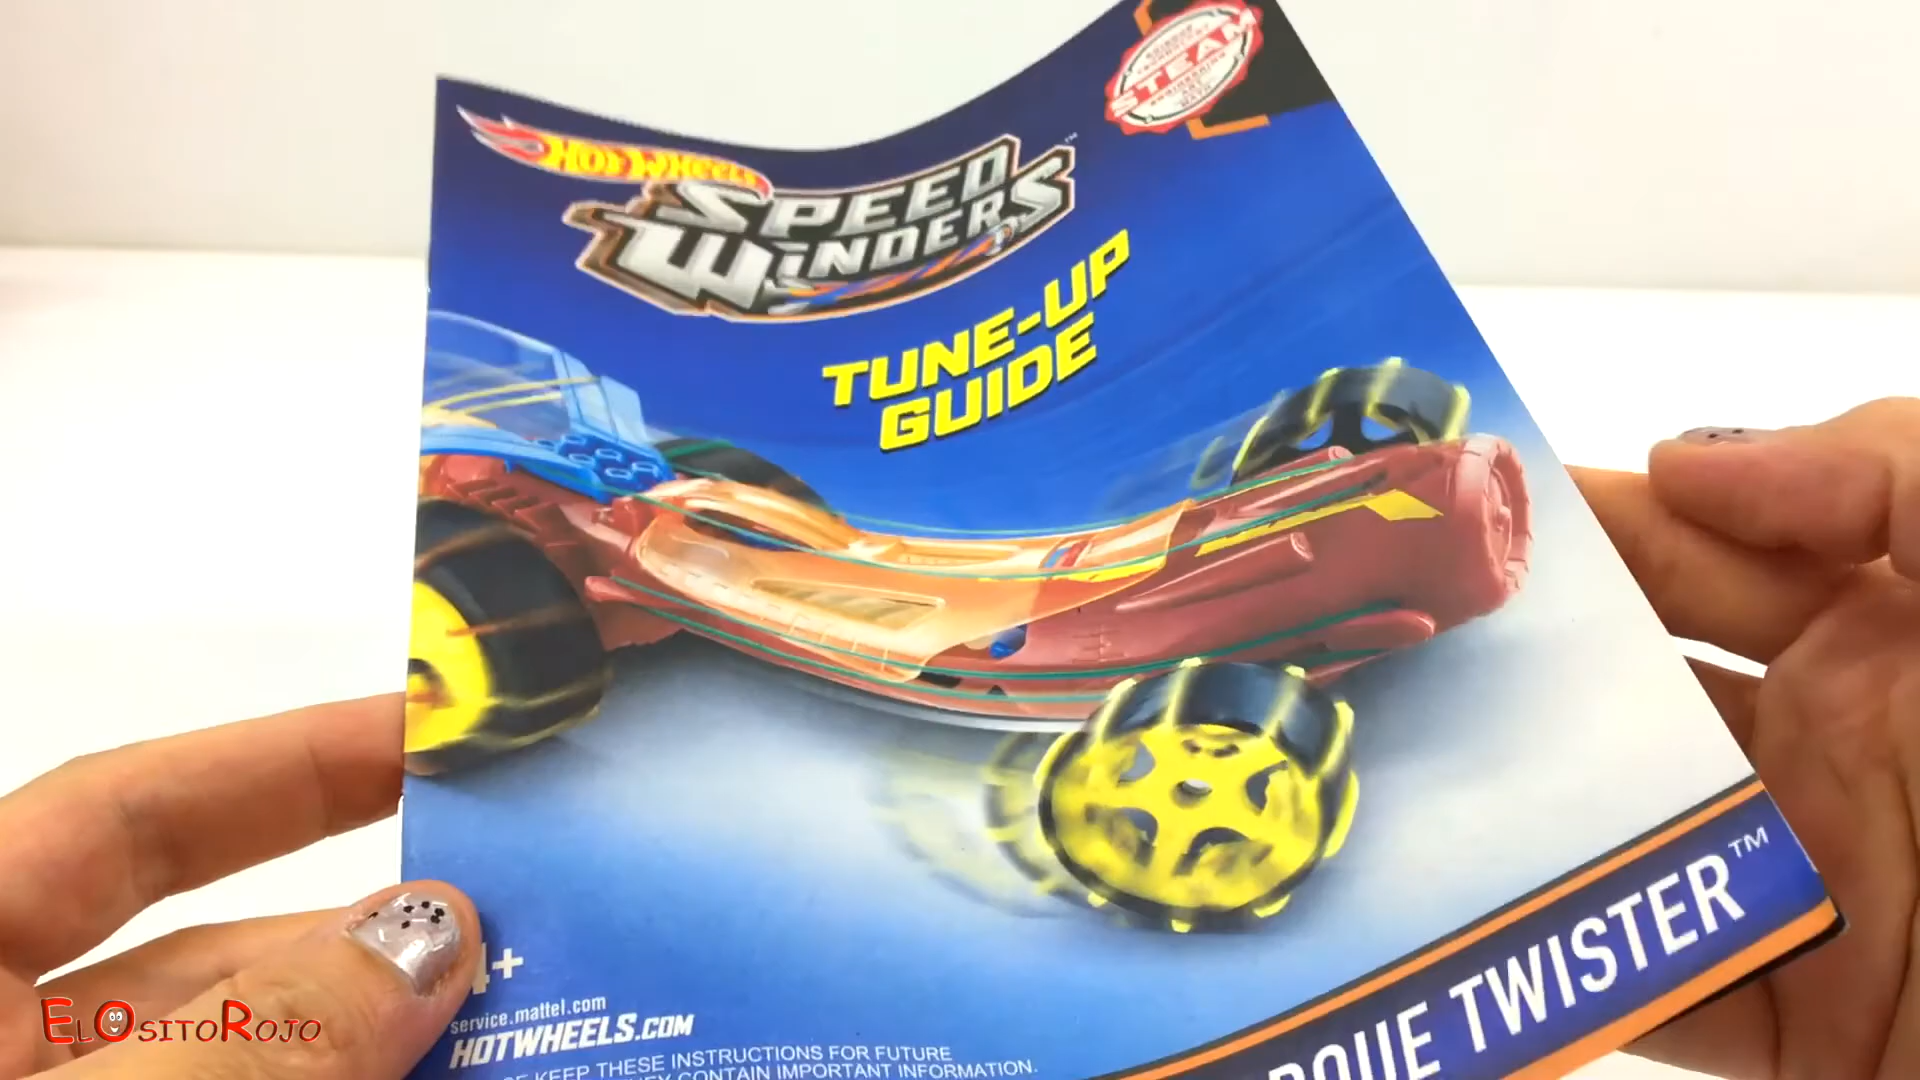 STEAM
HOT WHEELS
SPEED
WINDERS™
TUNE-UP
GUIDE
TWISTER™
4+
service.mattel.com
HOTWHEELS.COM
KEEP THESE INSTRUCTIONS FOR FUTURE
CONTAIN IMPORTANT INFORMATION.
ElOsitoRojo